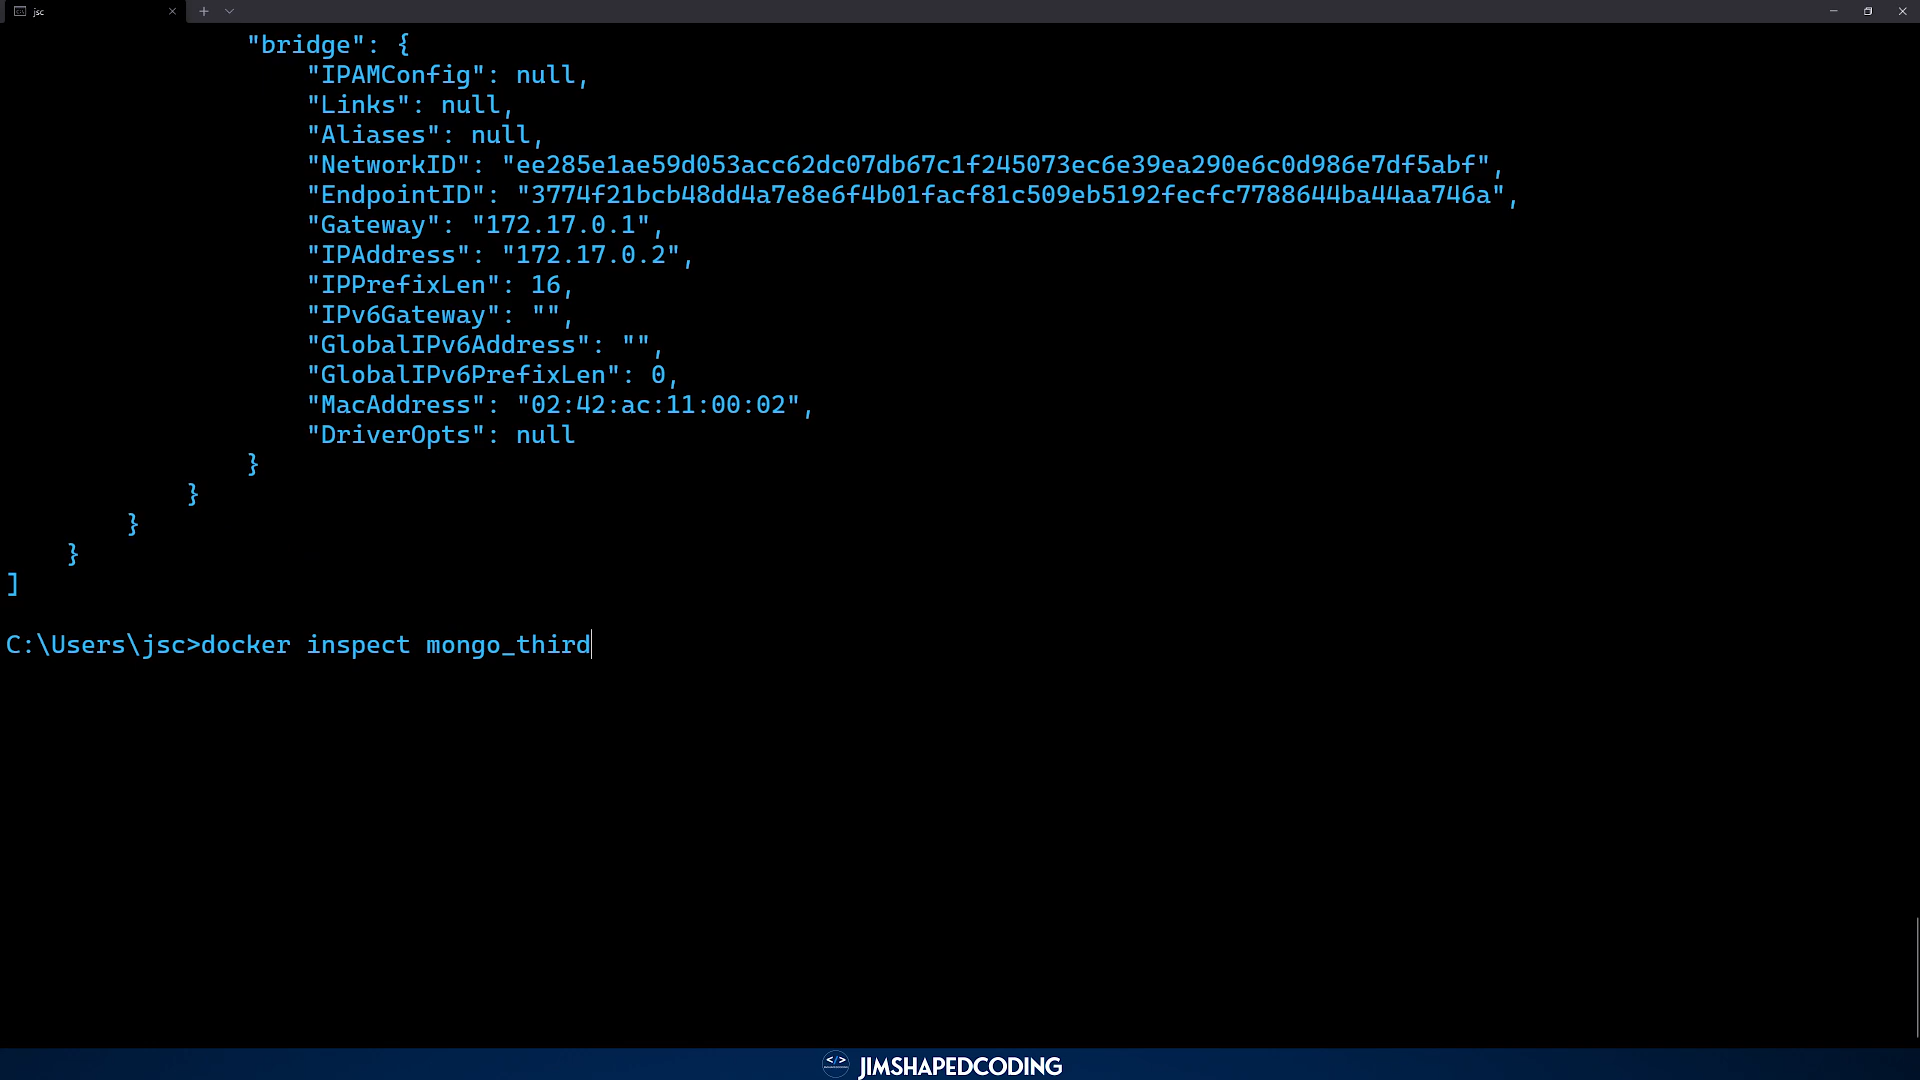 jsc
"bridge": {
"IPAMConfig": null,
"Links": null,
"Aliases": null,
"NetworkID": "ee285e1ae59d053acc62dc07db67c1f245073ec6e39ea290e6c0d986e7df5abf",
"EndpointID": "3774f21bcb48dd4a7e8e6f4b01facf81c509eb5192fecfc7788644ba44aa746a",
"Gateway": "172.17.0.1",
"IPAddress": "172.17.0.2",
"IPPrefixLen": 16,
"IPv6Gateway": "",
"GlobalIPv6Address": "",
"GlobalIPv6PrefixLen": 0,
"MacAddress": "02:42:ac:11:00:02",
"DriverOpts": null
}
}
}
}
]
C:\Users\jsc>docker inspect mongo_third
</> JIMSHAPEDCODING